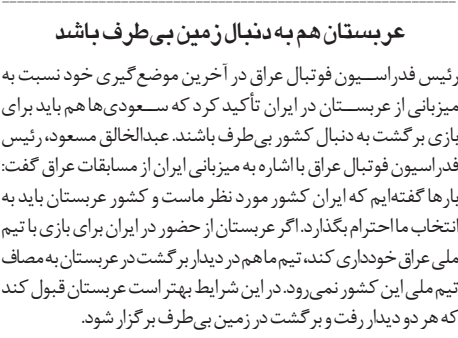 عربستان هم به دنبال زمین بی‌طرف باشد
رئیس فدراسیون فوتبال عراق در آخرین موضع‌گیری خود نسبت به
میزبانی از عربستان در ایران تأکید کرد که سعودی‌ها هم باید برای
بازی برگشت به دنبال کشور بی‌طرف باشند. عبدالخالق مسعود، رئیس
فدراسیون فوتبال عراق با اشاره به میزبانی ایران از مسابقات عراق گفت:
بارها گفته‌ایم که ایران کشور مورد نظر ماست و کشور عربستان باید به
انتخاب ما احترام بگذارد. اگر عربستان از حضور در ایران برای بازی با تیم
ملی عراق خودداری کند، تیم ما هم در دیدار برگشت در عربستان به مصاف
تیم ملی این کشور نمی‌رود. در این شرایط بهتر است عربستان قبول کند
که هر دو دیدار رفت و برگشت در زمین بی‌طرف برگزار شود.